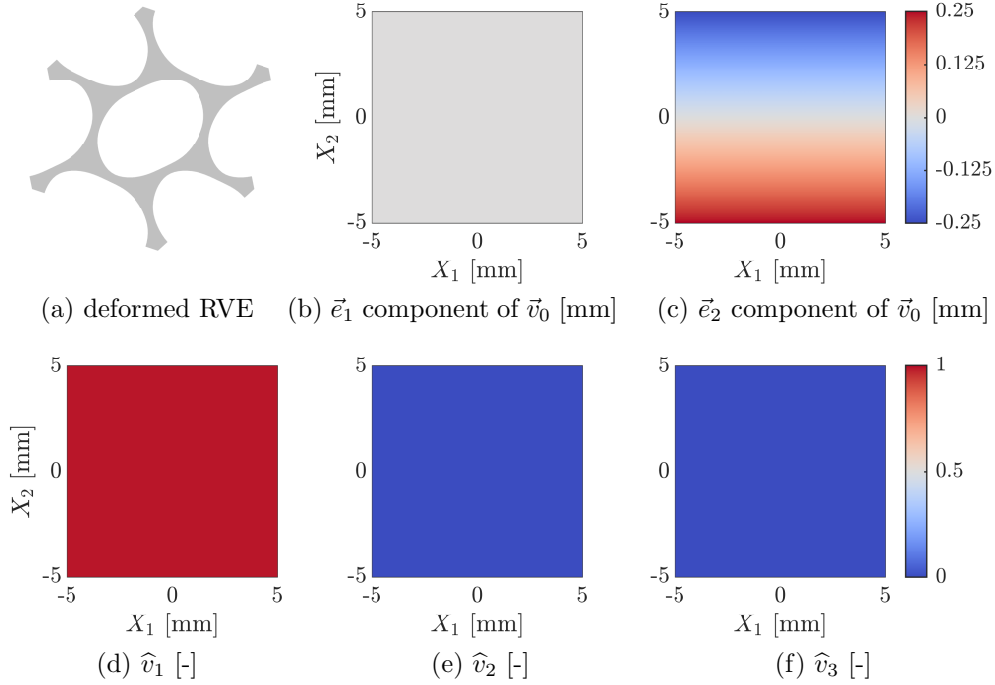 5
0
-5
X₂ [mm]
-5 0 5
X₁ [mm]
5
-5
-5 0 5
X₁ [mm]
0.25
0.125
0
-0.125
-0.25
(a) deformed RVE
(b) e⃗₁ component of v⃗₀ [mm]
(c) e⃗₂ component of v⃗₀ [mm]
5
0
-5
X₂ [mm]
-5 0 5
X₁ [mm]
5
0
-5
-5 0 5
X₁ [mm]
5
0
-5
-5 0 5
X₁ [mm]
1
0.5
0
(d) v̂₁ [-]
(e) v̂₂ [-]
(f) v̂₃ [-]